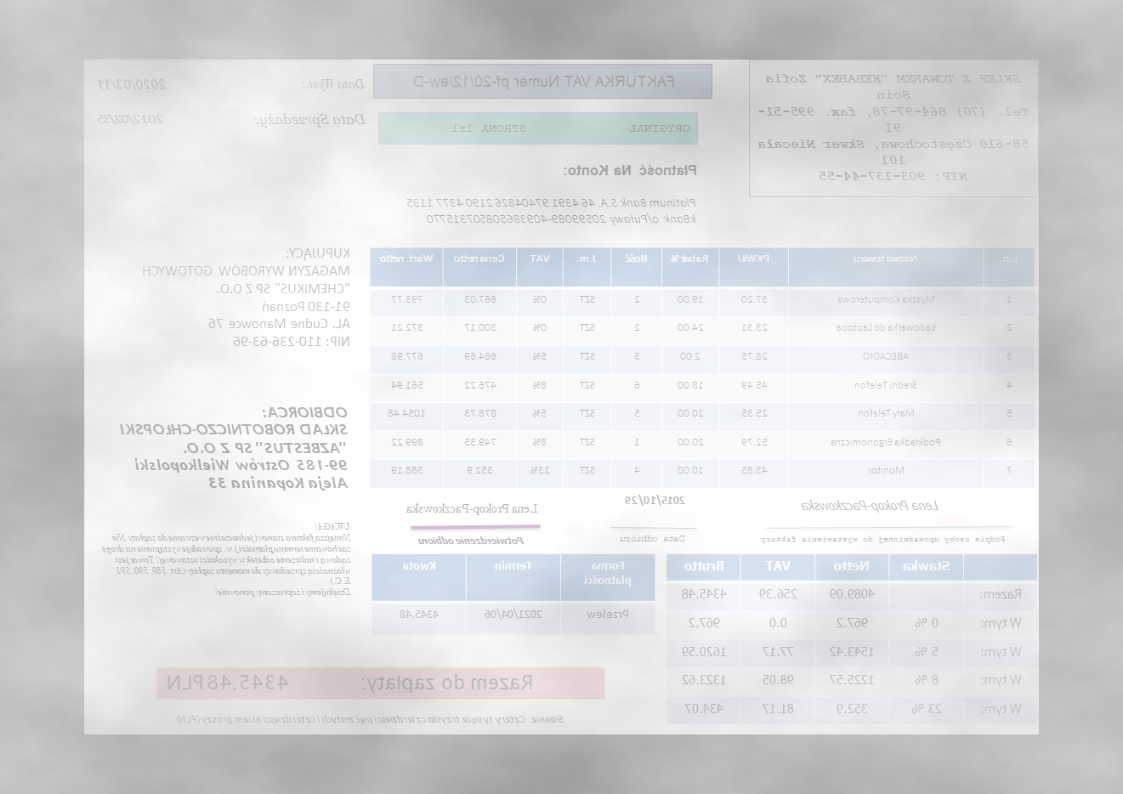 SKLEP Z TOWAREM "KEBABEX" Zofia
Soin
Tel. (70) 864-97-78, fax. 995-51-
91
58-610 Częstochowa, Skwer Niecała
101
NIP: 903-137-44-55
FAKTURKA VAT Numer pf-20/12/ew-D
ORYGINAŁ STRONA 1z1
Data Wyst.: 2020/03/11
Data Sprzedaży: 2012/02/05
Płatność Na Konto:
Platinum Bank S.A. 46 4391 97404826 2190 4377 1135
kBank o/Puławy 20599089-409386508507315770
KUPUJĄCY:
MAGAZYN WYROBÓW GOTOWYCH
"CHEMIKUS" SP Z O.O.
91-130 Poznań
AL. Cudne Manowce 76
NIP: 110-236-63-96
ODBIORCA:
SKŁAD ROBOTNICZO-CHŁOPSKI
"AZBESTUS" SP Z O.O.
99-185 Ostrów Wielkopolski
Aleja Kopanina 33
L.p. Nazwa towaru PKWiU Rabat % Ilość J.m. VAT Cena netto Wart. netto
1 Myszka Komputerowa 37.20 19.00 2 SZT 0% 667.03 793.77
2 Ładowarka do Laptopa 23.31 24.00 2 SZT 0% 300.17 372.21
3 ABECADŁO 28.75 2.00 3 SZT 5% 664.69 677.98
4 Średni Telefon 45.49 18.00 6 SZT 8% 476.22 561.94
5 Mały Telefon 25.35 20.00 5 SZT 5% 878.73 1054.48
6 Podkładka Ergonomiczna 52.79 20.00 1 SZT 8% 749.35 899.22
7 Monitor 43.85 10.00 4 SZT 23% 352.9 388.19
Lena Prokop-Paczkowska
Podpis osoby upoważnionej do wystawienia faktury
2015/10/29
Data odbioru
Lena Prokop-Paczkowska
Potwierdzenie odbioru
UWAGA!
Niniejsza faktura stanowi jednocześnie wezwanie do zapłaty. Nie
zachowanie terminu płatności j.w. spowoduje wstąpienie na drogę
sądową i naliczenie odsetek w wysokości ustawowej! Towar jest
własnością sprzedawcy do momentu zapłaty (Art. 589, 590, 591
K.C.)
Dziękujemy i zapraszamy ponownie!
Stawka Netto VAT Brutto
Razem: 4089.09 256.39 4345.48
W tym: 0 % 967.2 0.0 967.2
W tym: 5 % 1543.42 77.17 1620.59
W tym: 8 % 1225.57 98.05 1323.62
W tym: 23 % 352.9 81.17 434.07
Forma płatności Termin Kwota
Przelew 2021/04/06 4345.48
Razem do zapłaty: 4345.48 PLN
Słownie: Cztery tysiące trzysta czterdzieści pięć złotych i czterdzieści osiem groszy (PLN)